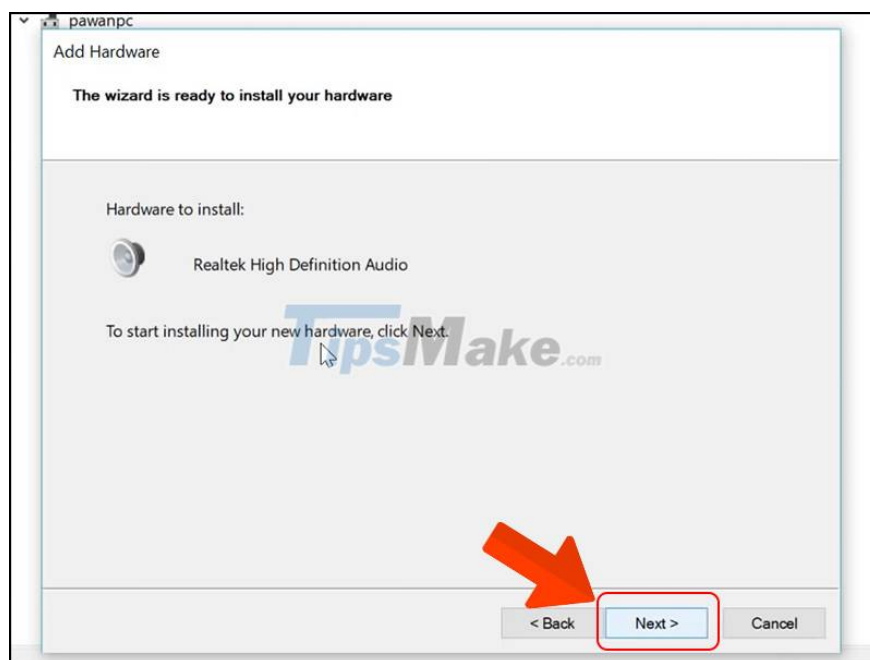 pawanpc
Add Hardware
The wizard is ready to install your hardware
Hardware to install:
Realtek High Definition Audio
To start installing your new hardware, click Next.
TipsMake.com
< Back Next > Cancel